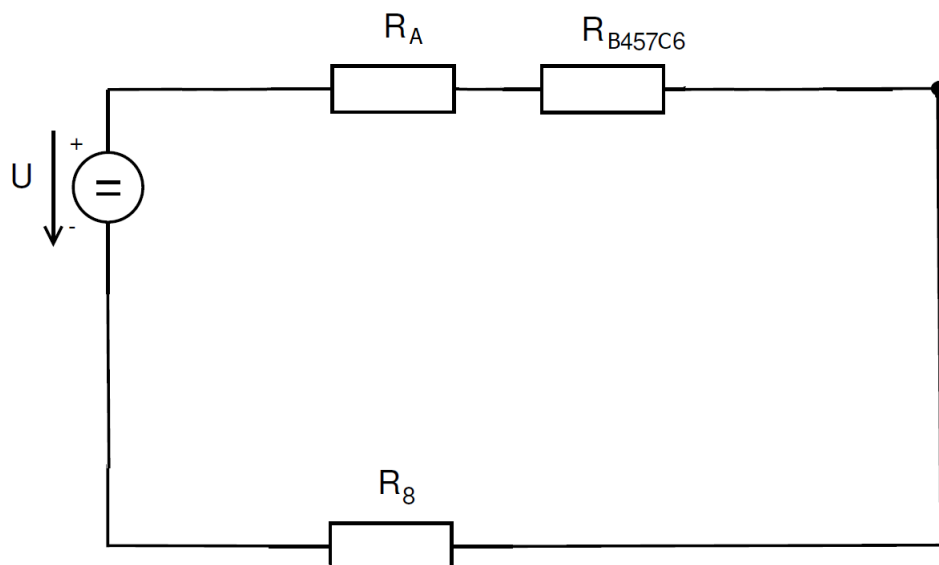 R_A
R_B457C6
+
U
=
-
R_8